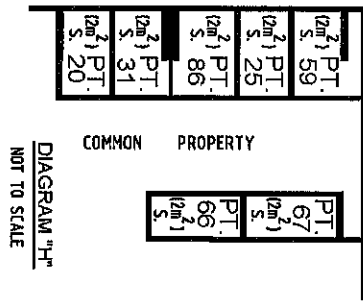 PT.
20
(2m²)
S.
PT.
31
(2m²)
S.
PT.
86
(2m²)
S.
PT.
25
(2m²)
S.
PT.
59
(2m²)
S.
COMMON PROPERTY
PT.
66
(2m²)
S.
PT.
67
(2m²)
S.
DIAGRAM "H"
NOT TO SCALE